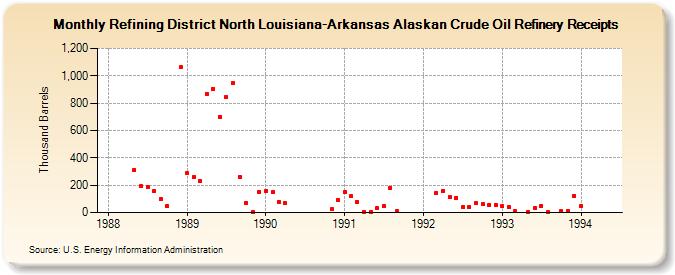 Monthly Refining District North Louisiana-Arkansas Alaskan Crude Oil Refinery Receipts
Thousand Barrels
1,200
1,000
800
600
400
200
0
1988 1989 1990 1991 1992 1993 1994
Source: U.S. Energy Information Administration